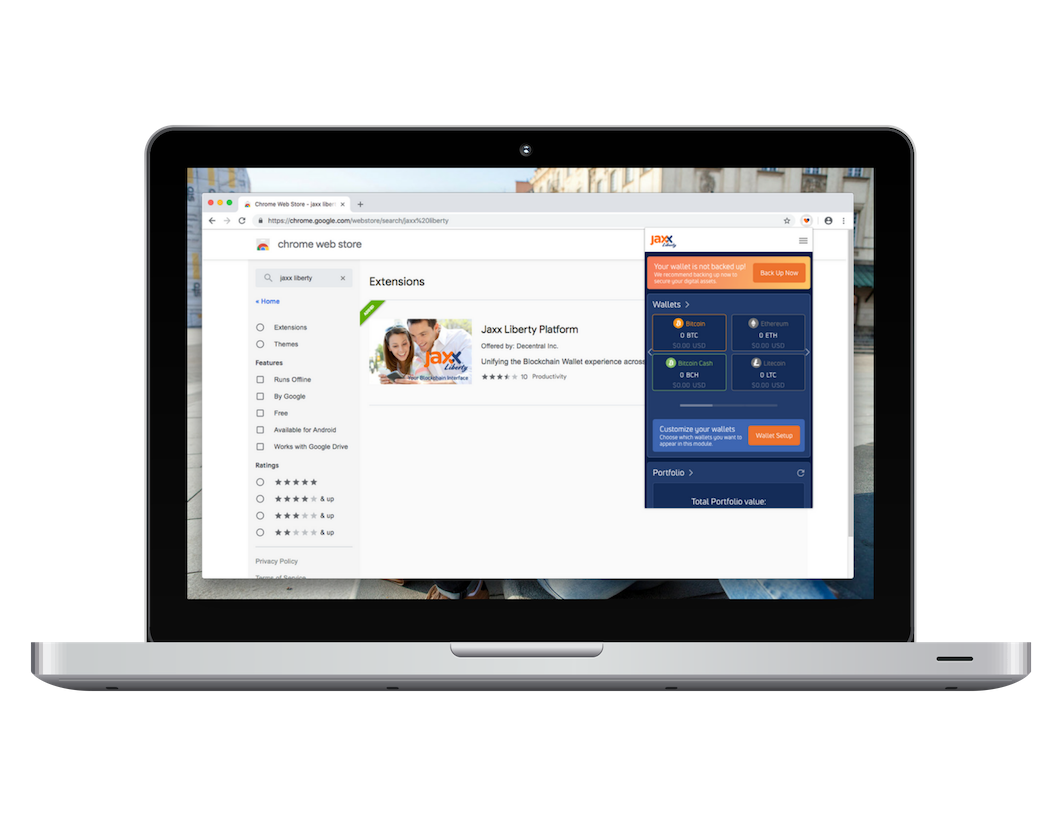 Chrome Web Store - jaxx libert
https://chrome.google.com/webstore/search/jaxx%20liberty
chrome web store
jaxx liberty
« Home
Extensions
Themes
Features
Runs Offline
By Google
Free
Available for Android
Works with Google Drive
Ratings
& up
& up
& up
Privacy Policy
Terms of Service
Extensions
jaxx
Liberty
Your Blockchain Interface
Jaxx Liberty Platform
Offered by: Decentral Inc.
Unifying the Blockchain Wallet experience across
10 Productivity
jaxx
Liberty
Your wallet is not backed up!
We recommend backing up now to
secure your digital assets.
Back Up Now
Wallets
Bitcoin
0 BTC
$0.00 USD
Ethereum
0 ETH
$0.00 USD
Bitcoin Cash
0 BCH
$0.00 USD
Litecoin
0 LTC
$0.00 USD
Customize your wallets
Choose which wallets you want to
appear in this module.
Wallet Setup
Portfolio
Total Portfolio value: